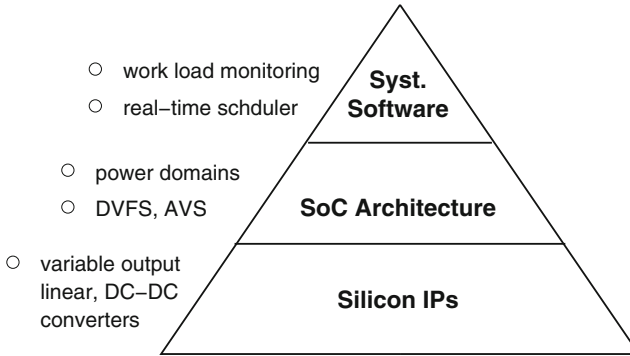 ○ work load monitoring
○ real–time schduler
Syst.
Software
○ power domains
○ DVFS, AVS
SoC Architecture
○ variable output
linear, DC–DC
converters
Silicon IPs